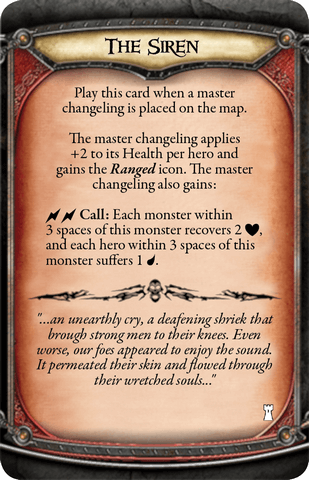 The Siren
Play this card when a master
changeling is placed on the map.
The master changeling applies
+2 to its Health per hero and
gains the Ranged icon. The master
changeling also gains:
Call: Each monster within
3 spaces of this monster recovers 2 ,
and each hero within 3 spaces of this
monster suffers 1 .
"...an unearthly cry, a deafening shriek that
brough strong men to their knees. Even
worse, our foes appeared to enjoy the sound.
It permeated their skin and flowed through
their wretched souls..."